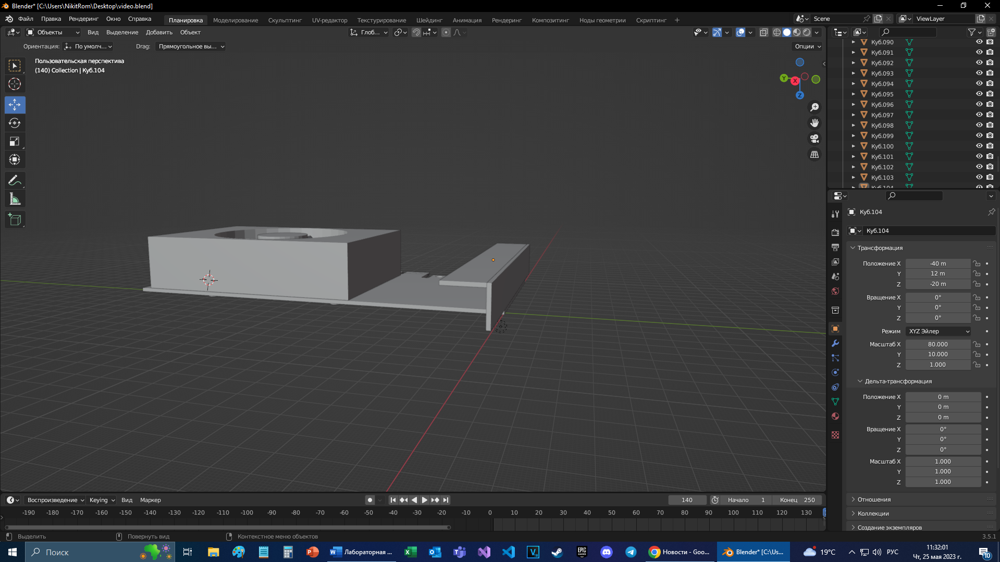 Blender* [C:\Users\NikitRom\Desktop\video.blend]
Файл Правка Рендеринг Окно Справка
Планировка Моделирование Скульптинг UV-редактор Текстурирование Шейдинг Анимация Рендеринг Композитинг Ноды геометрии Скриптинг +
Scene ViewLayer
Объекты Вид Выделение Добавить Объект
Глоб...
Ориентация: По умолч... Drag: Прямоугольное вы...
Опции
Пользовательская перспектива
(140) Collection | Куб.104
Y X Z
Куб.090
Куб.091
Куб.092
Куб.093
Куб.094
Куб.095
Куб.096
Куб.097
Куб.098
Куб.099
Куб.100
Куб.101
Куб.102
Куб.103
Куб.104
Куб.104
Куб.104
Трансформация
Положение X -40 m
Y 12 m
Z -20 m
Вращение X 0°
Y 0°
Z 0°
Режим XYZ Эйлер
Масштаб X 80.000
Y 10.000
Z 1.000
Дельта-трансформация
Положение X 0 m
Y 0 m
Z 0 m
Вращение X 0°
Y 0°
Z 0°
Масштаб X 1.000
Y 1.000
Z 1.000
Отношения
Коллекции
Создание экземпляров
Воспроизведение Keying Вид Маркер
140 Начало 1 Конец 250
-190 -180 -170 -160 -150 -140 -130 -120 -110 -100 -90 -80 -70 -60 -50 -40 -30 -20 -10 0 10 20 30 40 50 60 70 80 90 100 110 120 130
Выделить Повернуть вид Контекстное меню объектов
3.5.1
Поиск
Лабораторная ...
Новости - Goo...
Blender* [C:\Us...
19°C
РУС
11:32:01
Чт, 25 мая 2023 г.
10